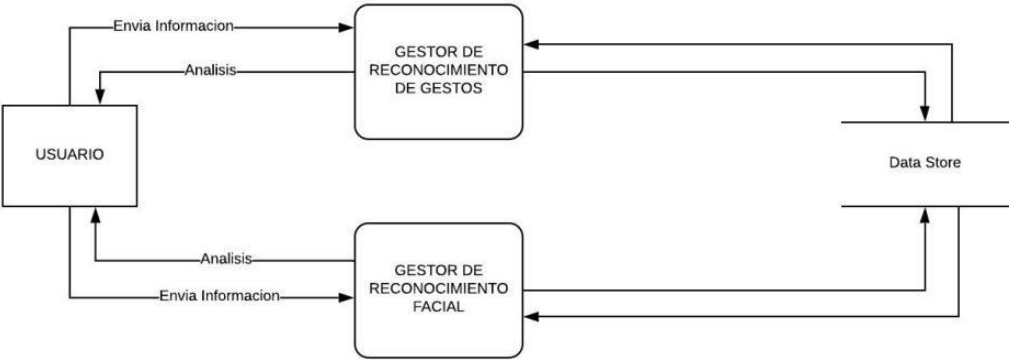 Envia Informacion
GESTOR DE
RECONOCIMIENTO
DE GESTOS
Analisis
USUARIO
Data Store
Analisis
GESTOR DE
RECONOCIMIENTO
FACIAL
Envia Informacion